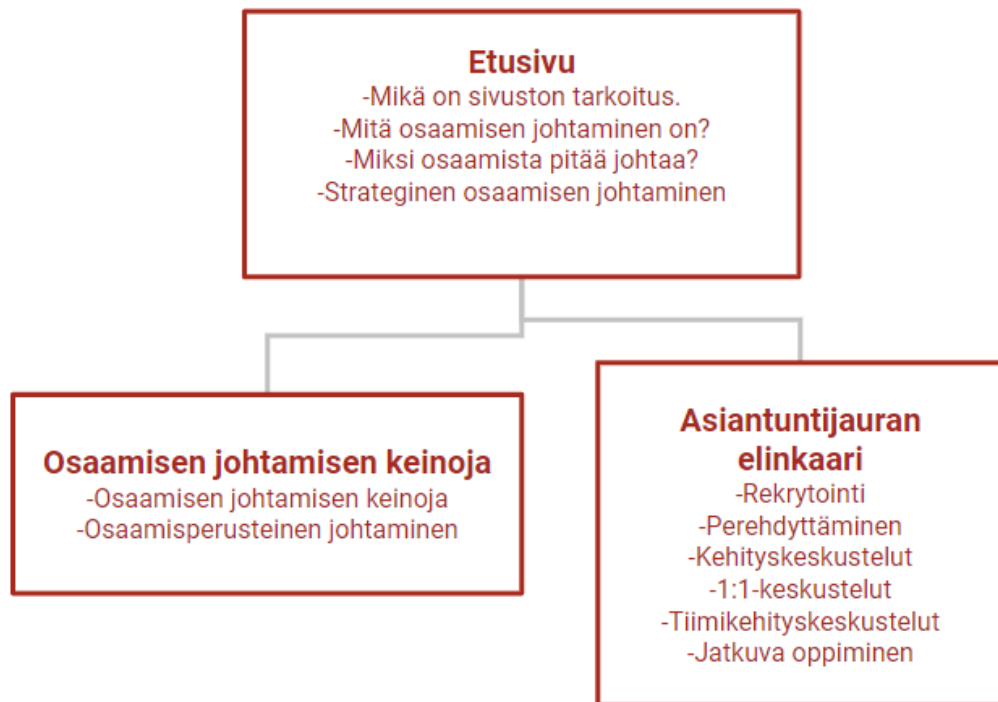 Etusivu
-Mikä on sivuston tarkoitus.
-Mitä osaamisen johtaminen on?
-Miksi osaamista pitää johtaa?
-Strateginen osaamisen johtaminen
Osaamisen johtamisen keinoja
-Osaamisen johtamisen keinoja
-Osaamisperusteinen johtaminen
Asiantuntijauran
elinkaari
-Rekrytointi
-Perehdyttäminen
-Kehityskeskustelut
-1:1-keskustelut
-Tiimikehityskeskustelut
-Jatkuva oppiminen